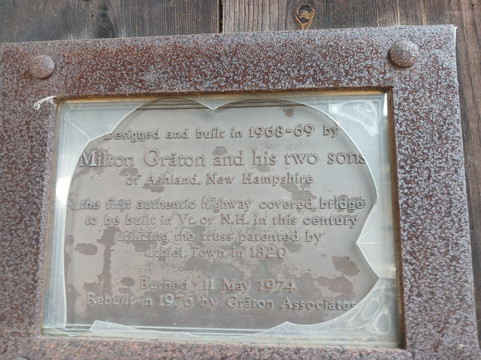 Designed and built in 1968-69 by
Milton Grāton and his two sons
of Ashland, New Hampshire
the first authentic highway covered bridge
to be built in Vt. or N.H. in this century
utilizing the truss patented by
Ithiel Town in 1820
Burned - 11 May 1974
Rebuilt in 1976 by Grāton Associates